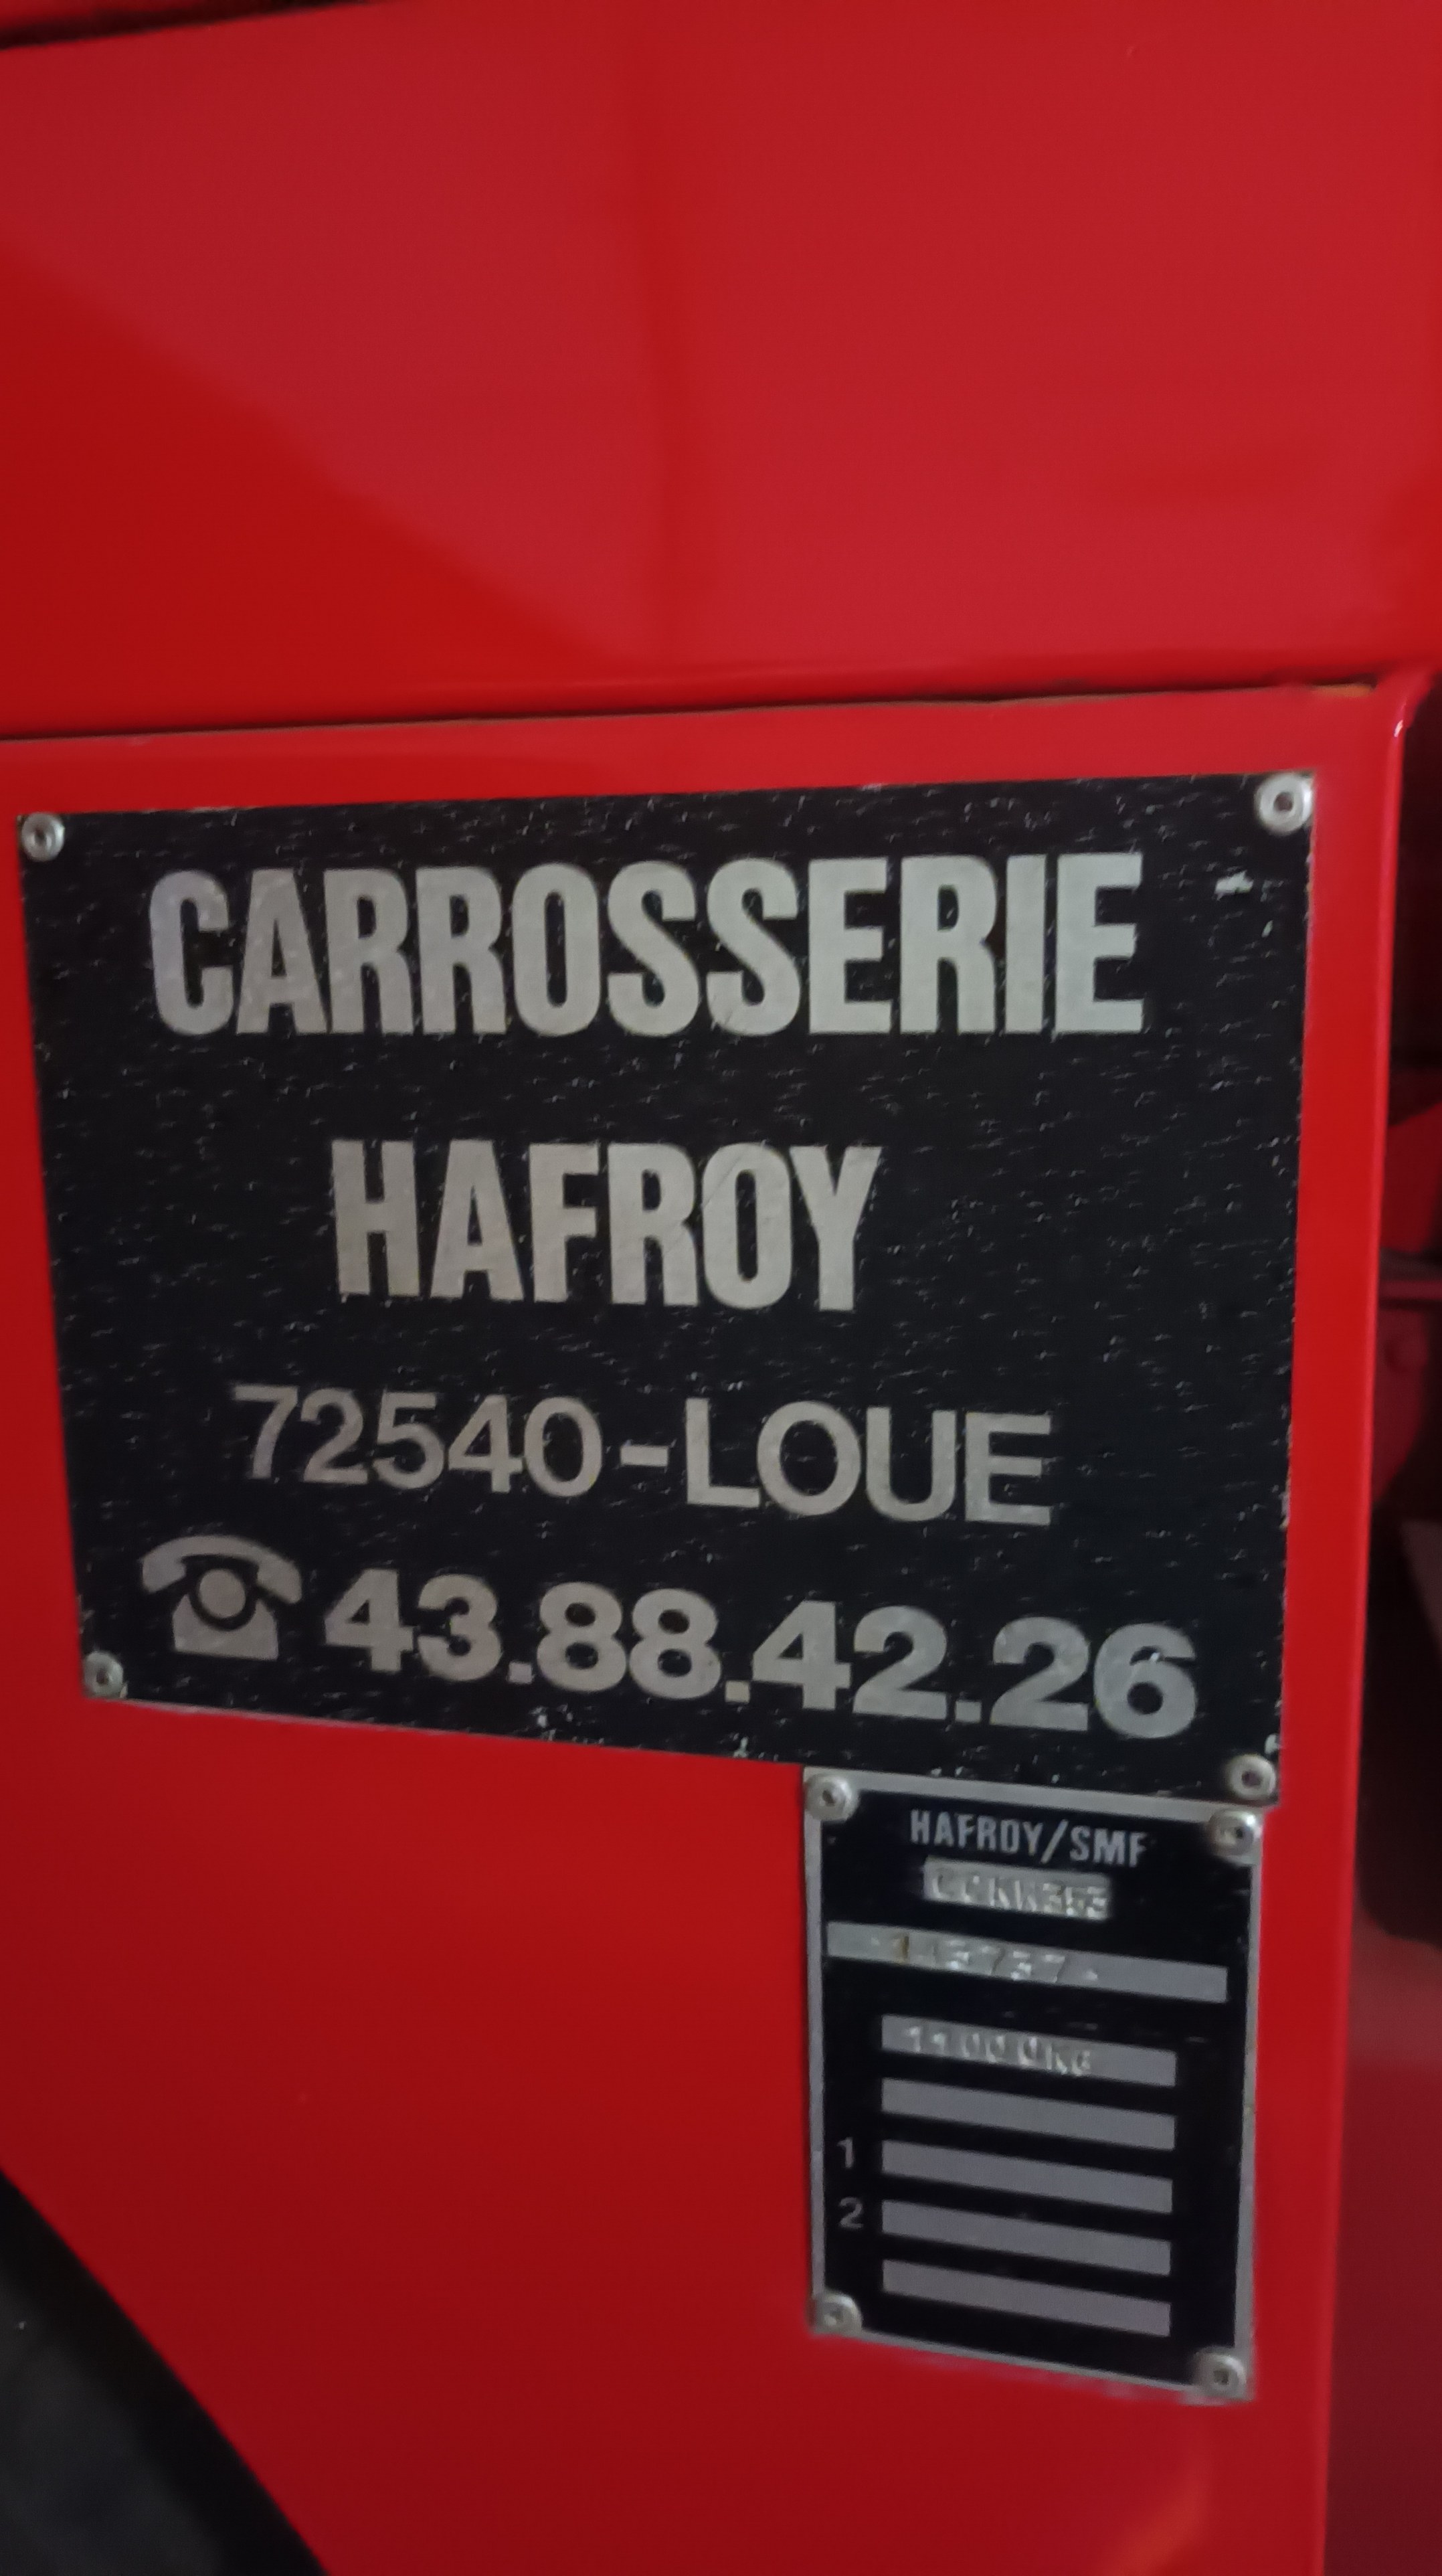 CARROSSERIE
HAFROY
72540-LOUE
43.88.42.26
HAFROY/SMF
1
2